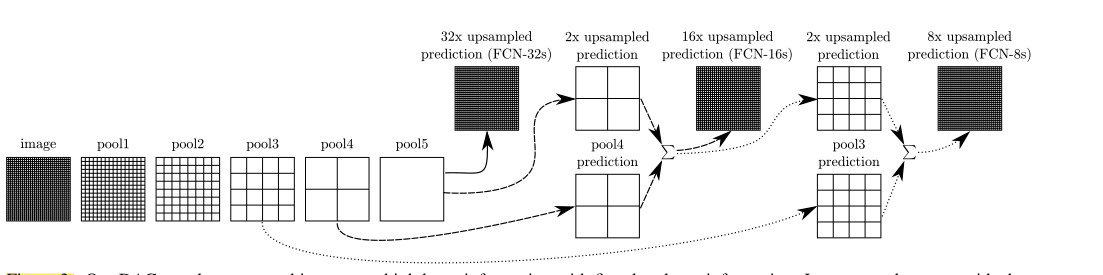 32x upsampled
prediction (FCN-32s)
2x upsampled
prediction
16x upsampled
prediction (FCN-16s)
2x upsampled
prediction
8x upsampled
prediction (FCN-8s)
image
pool1
pool2
pool3
pool4
pool5
pool4
prediction
pool3
prediction
∑
∑